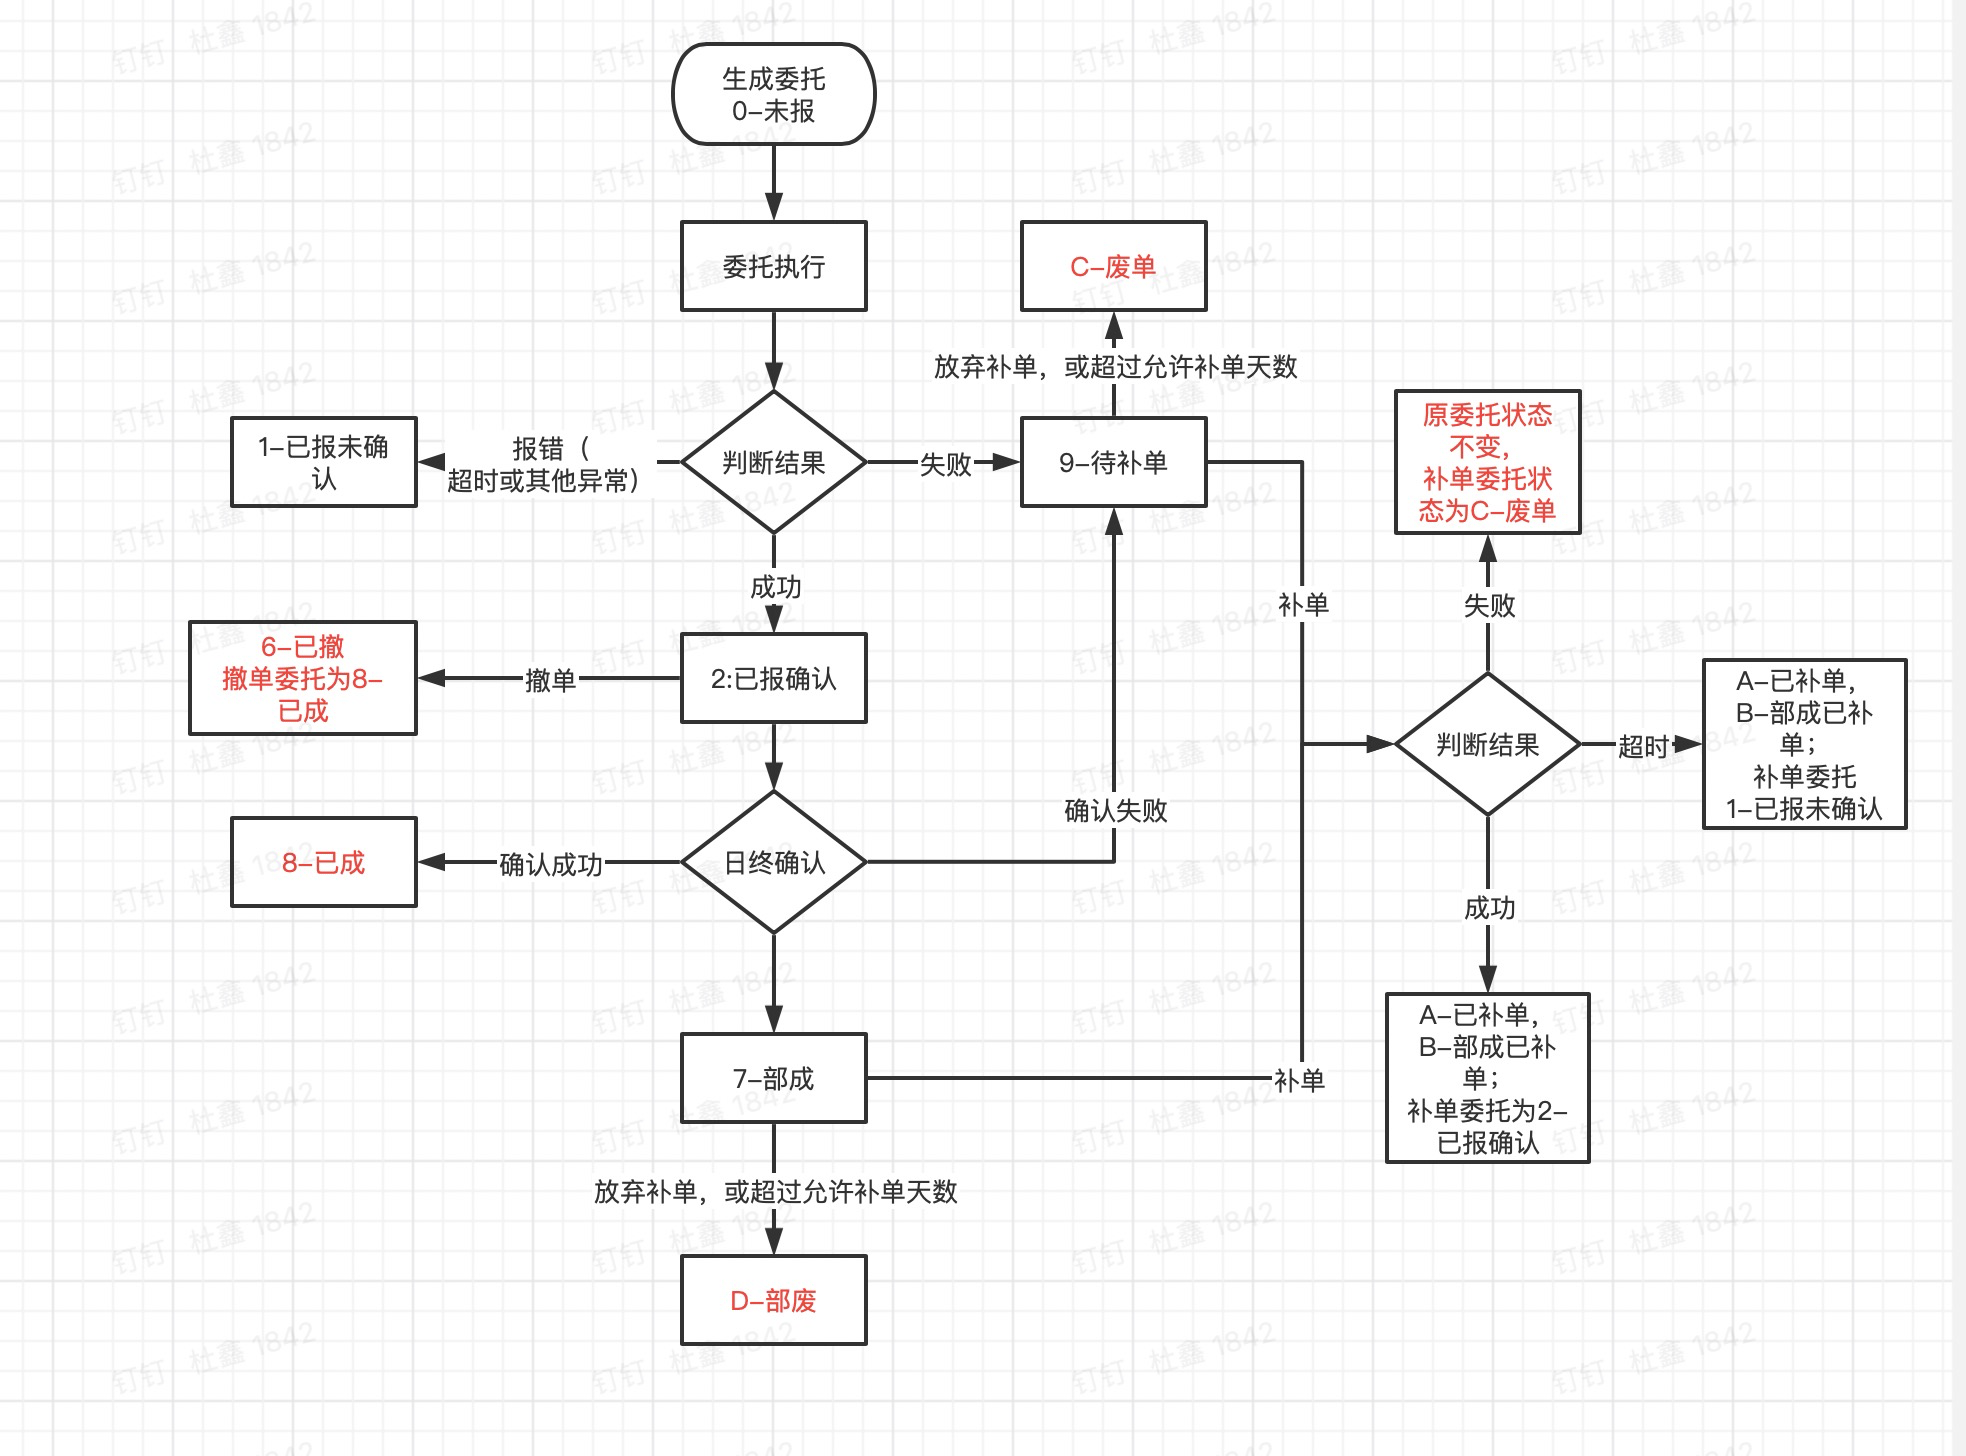 生成委托
0-未报
委托执行
C-废单
放弃补单，或超过允许补单天数
判断结果
报错（
超时或其他异常）
1-已报未确
认
失败
9-待补单
原委托状态
不变，
补单委托状
态为C-废单
成功
补单
失败
6-已撤
撤单委托为8-
已成
撤单
2:已报确认
判断结果
超时
A-已补单，
B-部成已补
单；
补单委托
1-已报未确认
确认失败
8-已成
确认成功
日终确认
成功
A-已补单，
B-部成已补
单；
补单委托为2-
已报确认
7-部成
补单
放弃补单，或超过允许补单天数
D-部废
钉钉 杜鑫 1842